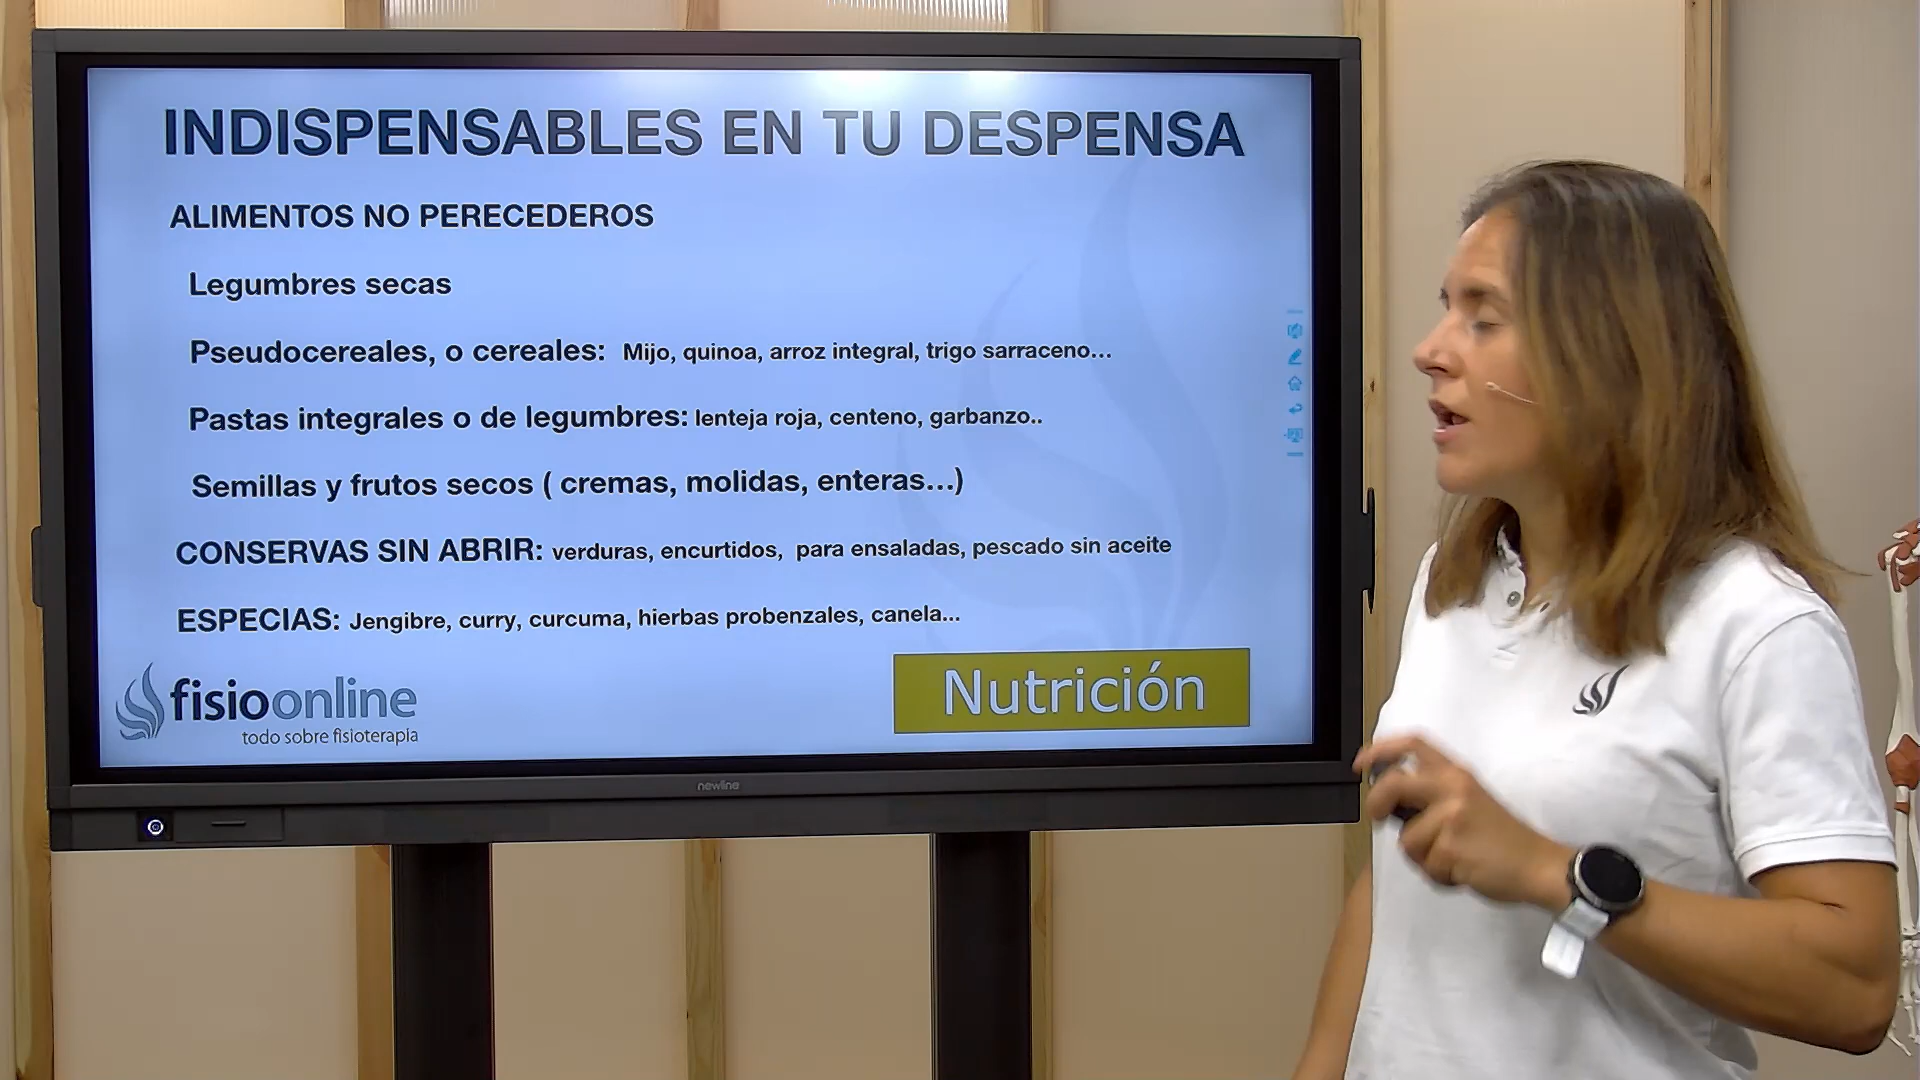 INDISPENSABLES EN TU DESPENSA
ALIMENTOS NO PERECEDEROS
Legumbres secas
Pseudocereales, o cereales: Mijo, quinoa, arroz integral, trigo sarraceno...
Pastas integrales o de legumbres: lenteja roja, centeno, garbanzo..
Semillas y frutos secos ( cremas, molidas, enteras...)
CONSERVAS SIN ABRIR: verduras, encurtidos, para ensaladas, pescado sin aceite
ESPECIAS: Jengibre, curry, curcuma, hierbas probenzales, canela...
fisioonline
todo sobre fisioterapia
Nutrición
newline